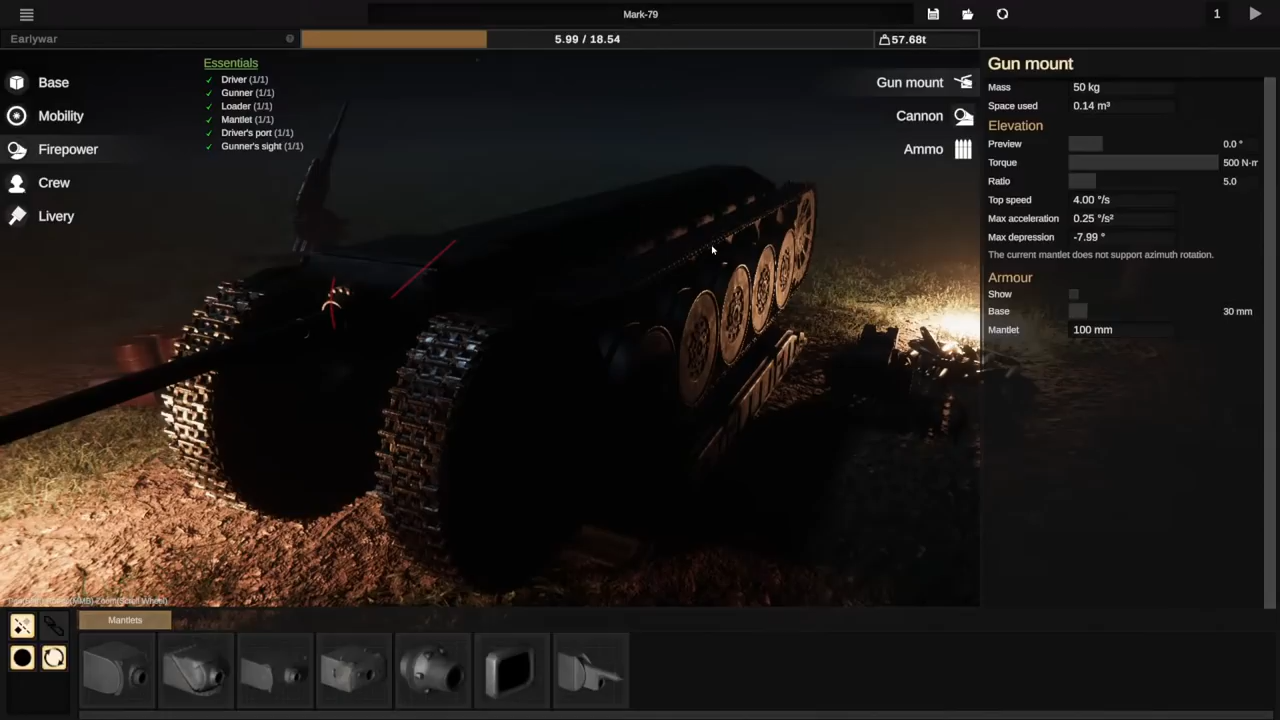 Mark-79
1
Earlywar
5.99 / 18.54
57.68t
Base
Mobility
Firepower
Crew
Livery
Essentials
Driver (1/1)
Gunner (1/1)
Loader (1/1)
Mantlet (1/1)
Driver's port (1/1)
Gunner's sight (1/1)
Gun mount
Cannon
Ammo
Gun mount
Mass 50 kg
Space used 0.14 m³
Elevation
Preview 0.0 °
Torque 500 N·m
Ratio 5.0
Top speed 4.00 °/s
Max acceleration 0.25 °/s²
Max depression -7.99 °
The current mantlet does not support azimuth rotation.
Armour
Show
Base 30 mm
Mantlet 100 mm
(MMB) Zoom(Scroll Wheel)
Mantlets